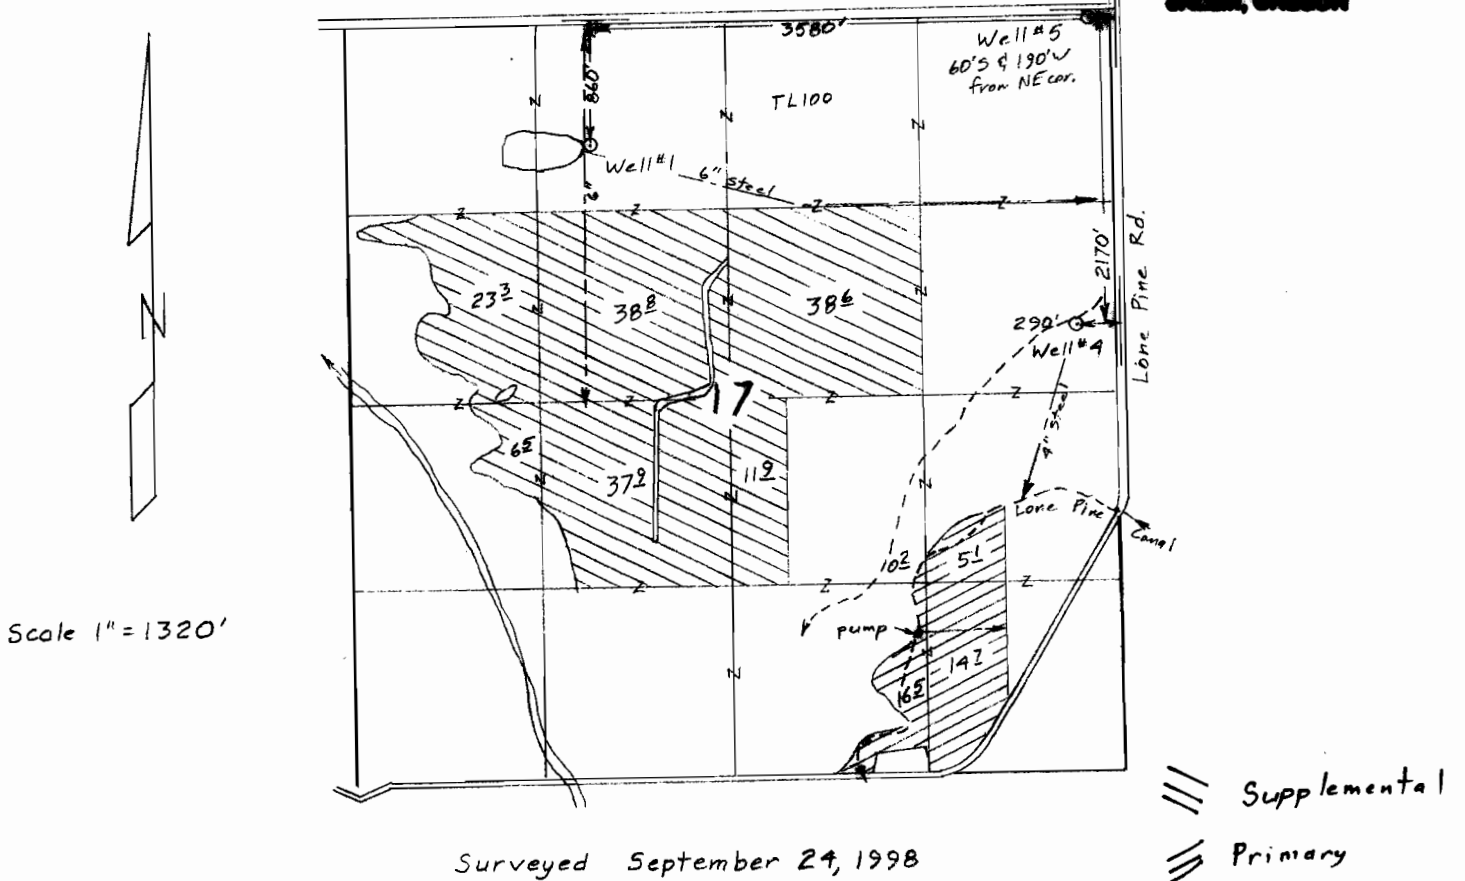 3580'
Well #5
60'S & 190'W
from NE cor.
860'
TL100
Well #1
6" steel
6"
2170'
Lone Pine Rd.
23 3
38 8
38 6
290'
Well #4
17
4" steel
6 5
37 9
11 9
Lone Pine
Canal
10 2
5 1
pump
14 7
16 5
N
Scale 1" = 1320'
Supplemental
Primary
Surveyed September 24, 1998